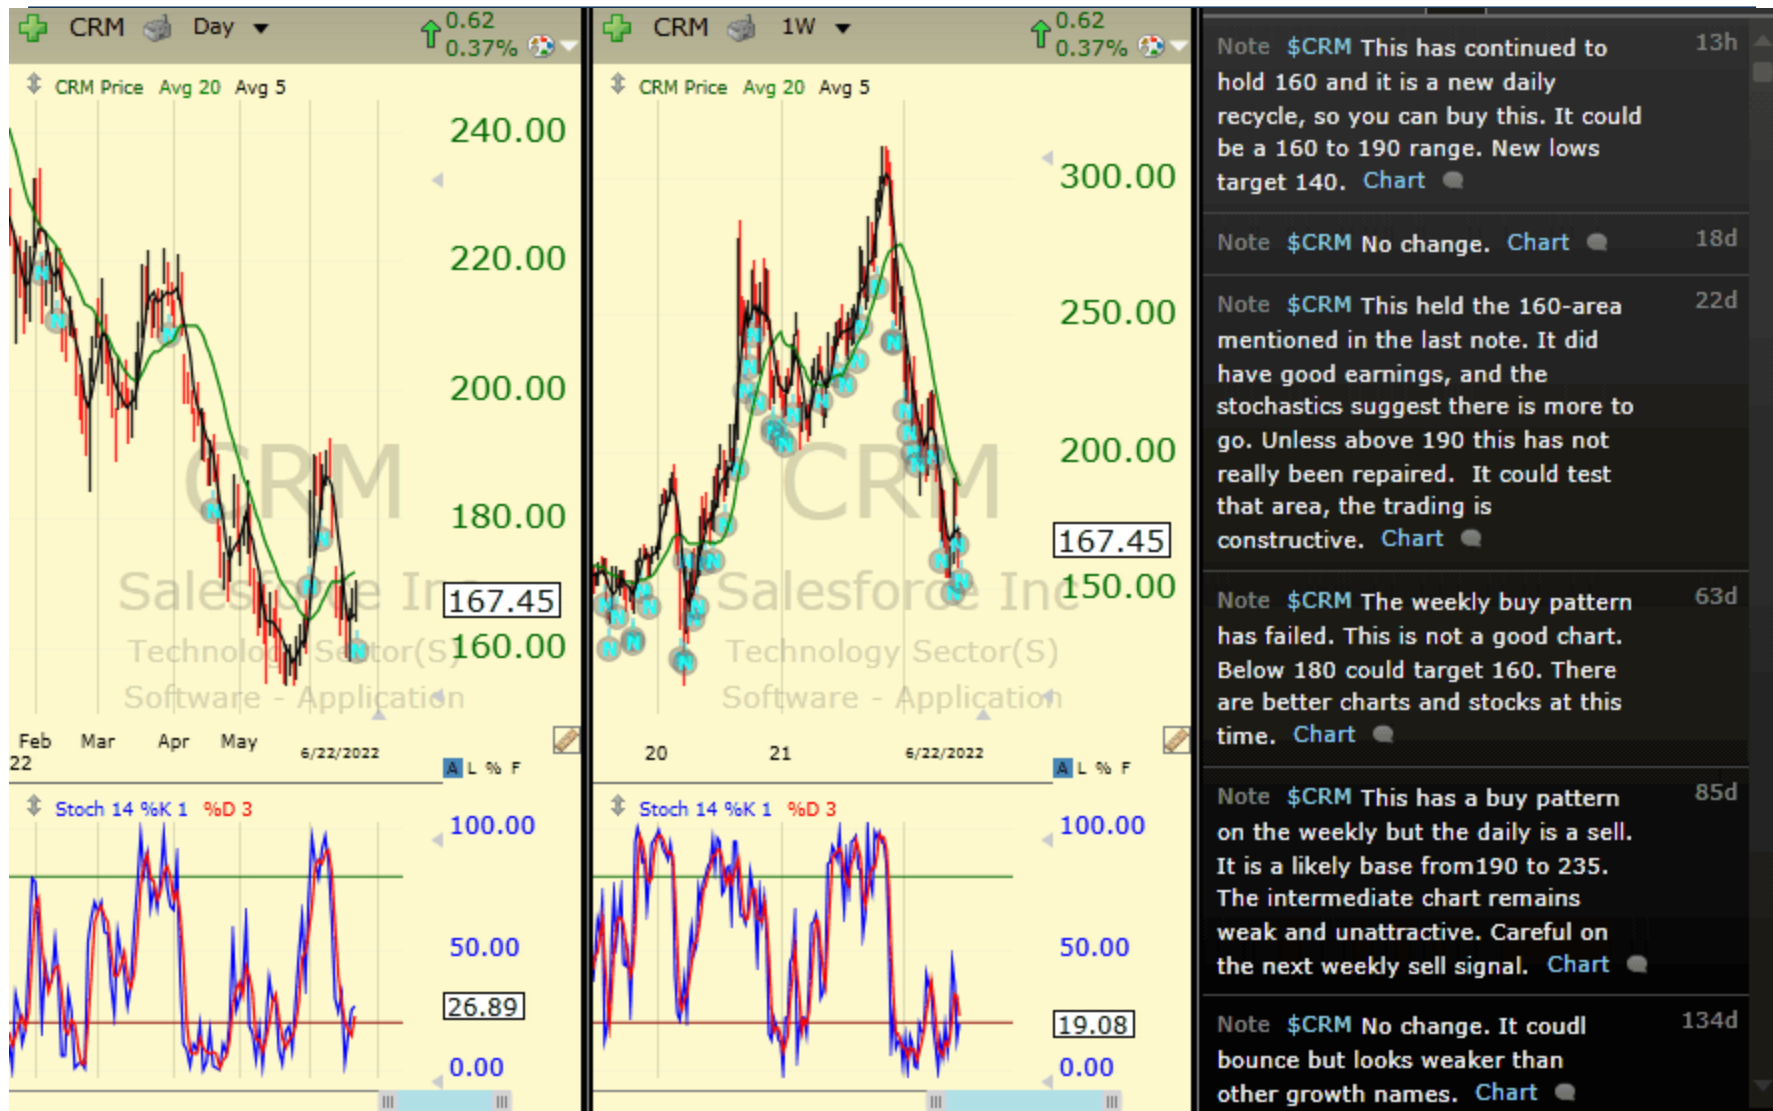 CRM Day 0.62
0.37%
CRM Price Avg 20 Avg 5
240.00
220.00
200.00
180.00
167.45
160.00
CRM
Salesforce Inc
Technology Sector(S)
Software - Application
Feb Mar Apr May 6/22/2022
22
A L % F
Stoch 14 %K 1 %D 3
100.00
50.00
26.89
0.00
CRM 1W 0.62
0.37%
CRM Price Avg 20 Avg 5
300.00
250.00
200.00
167.45
150.00
CRM
Salesforce Inc
Technology Sector(S)
Software - Application
20 21 6/22/2022
A L % F
Stoch 14 %K 1 %D 3
100.00
50.00
19.08
0.00
Note $CRM This has continued to 13h
hold 160 and it is a new daily
recycle, so you can buy this. It could
be a 160 to 190 range. New lows
target 140. Chart
Note $CRM No change. Chart 18d
Note $CRM This held the 160-area 22d
mentioned in the last note. It did
have good earnings, and the
stochastics suggest there is more to
go. Unless above 190 this has not
really been repaired. It could test
that area, the trading is
constructive. Chart
Note $CRM The weekly buy pattern 63d
has failed. This is not a good chart.
Below 180 could target 160. There
are better charts and stocks at this
time. Chart
Note $CRM This has a buy pattern 85d
on the weekly but the daily is a sell.
It is a likely base from190 to 235.
The intermediate chart remains
weak and unattractive. Careful on
the next weekly sell signal. Chart
Note $CRM No change. It coudl 134d
bounce but looks weaker than
other growth names. Chart